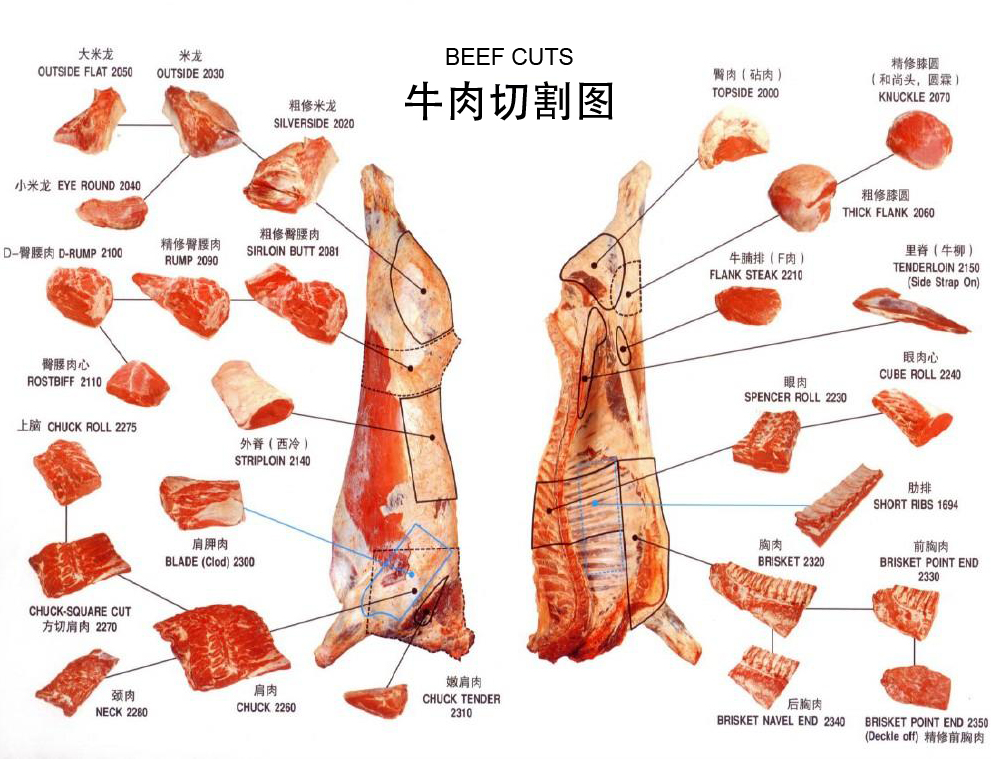 BEEF CUTS
牛肉切割图
大米龙
OUTSIDE FLAT 2050
米龙
OUTSIDE 2030
粗修米龙
SILVERSIDE 2020
小米龙 EYE ROUND 2040
D-臀腰肉 D-RUMP 2100
精修臀腰肉
RUMP 2090
粗修臀腰肉
SIRLOIN BUTT 2081
臀腰肉心
ROSTBIFF 2110
外脊（西冷）
STRIPLOIN 2140
上脑 CHUCK ROLL 2275
肩胛肉
BLADE (Clod) 2300
CHUCK-SQUARE CUT
方切肩肉 2270
颈肉
NECK 2280
肩肉
CHUCK 2260
嫩肩肉
CHUCK TENDER
2310
臀肉（砧肉）
TOPSIDE 2000
精修膝圆
（和尚头，圆霖）
KNUCKLE 2070
粗修膝圆
THICK FLANK 2060
牛腩排（F肉）
FLANK STEAK 2210
里脊（牛柳）
TENDERLOIN 2150
(Side Strap On)
眼肉心
CUBE ROLL 2240
眼肉
SPENCER ROLL 2230
肋排
SHORT RIBS 1694
胸肉
BRISKET 2320
前胸肉
BRISKET POINT END
2330
后胸肉
BRISKET NAVEL END 2340
BRISKET POINT END 2350
(Deckle off) 精修前胸肉